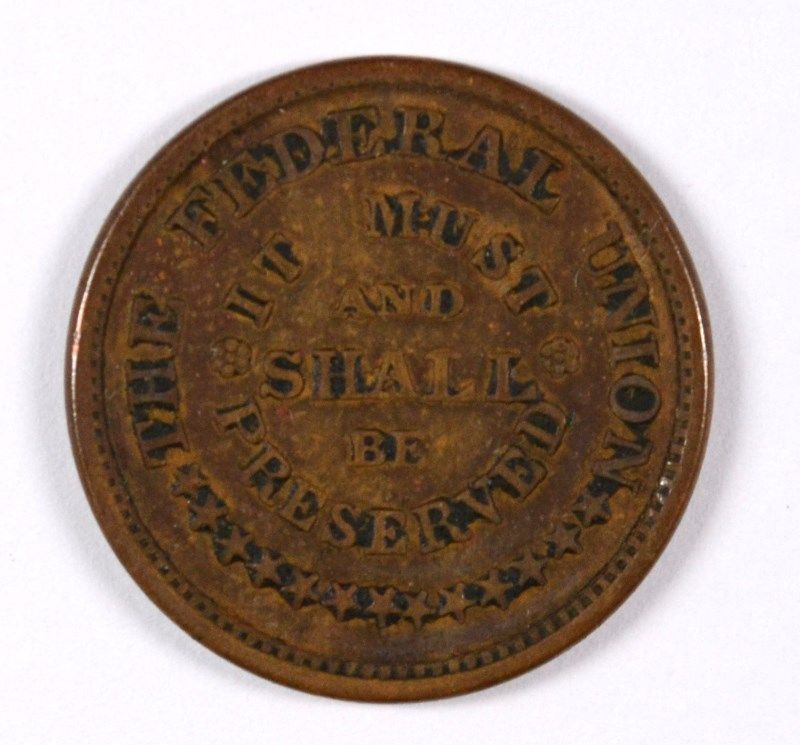 THE FEDERAL UNION
IT MUST
AND
SHALL
BE
PRESERVED